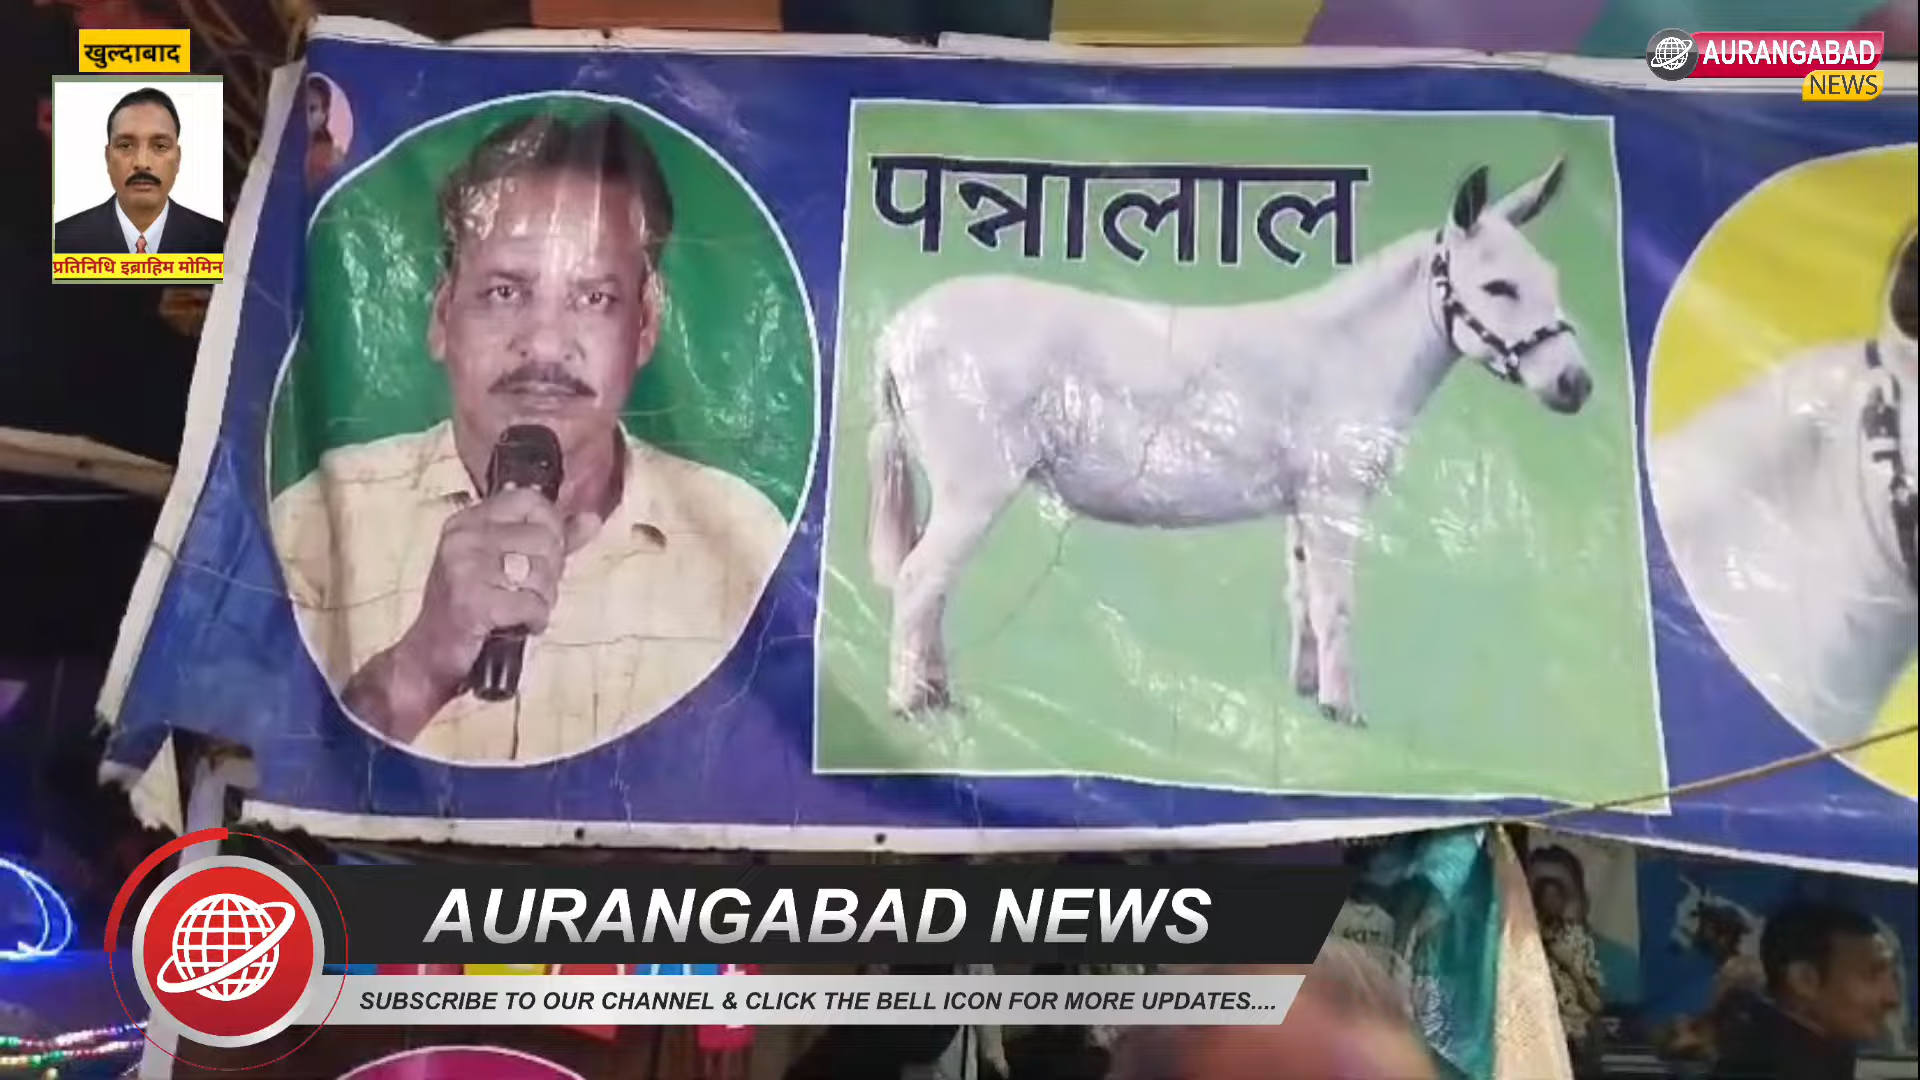 खुल्दाबाद
AURANGABAD
NEWS
प्रतिनिधि इब्राहिम मोमिन
पन्नालाल
AURANGABAD NEWS
SUBSCRIBE TO OUR CHANNEL & CLICK THE BELL ICON FOR MORE UPDATES....